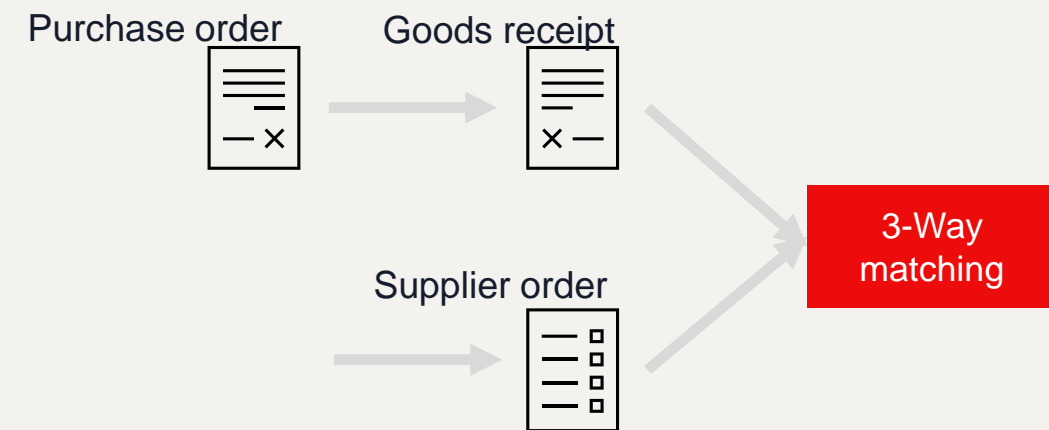 Purchase order
Goods receipt
3-Way
matching
Supplier order